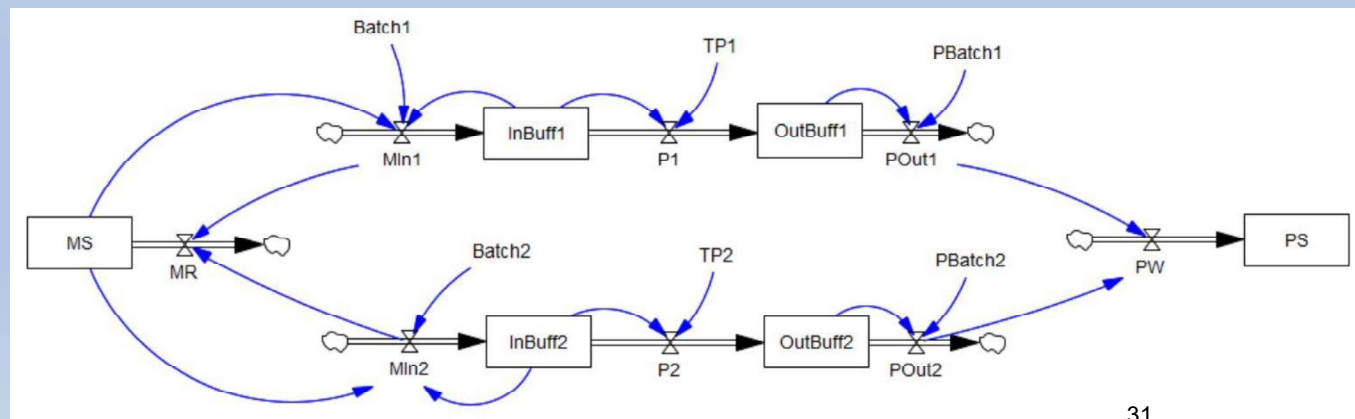 Batch1
TP1
PBatch1
InBuff1
OutBuff1
MIn1
P1
POut1
MS
MR
Batch2
TP2
PBatch2
PW
PS
InBuff2
OutBuff2
MIn2
P2
POut2
31